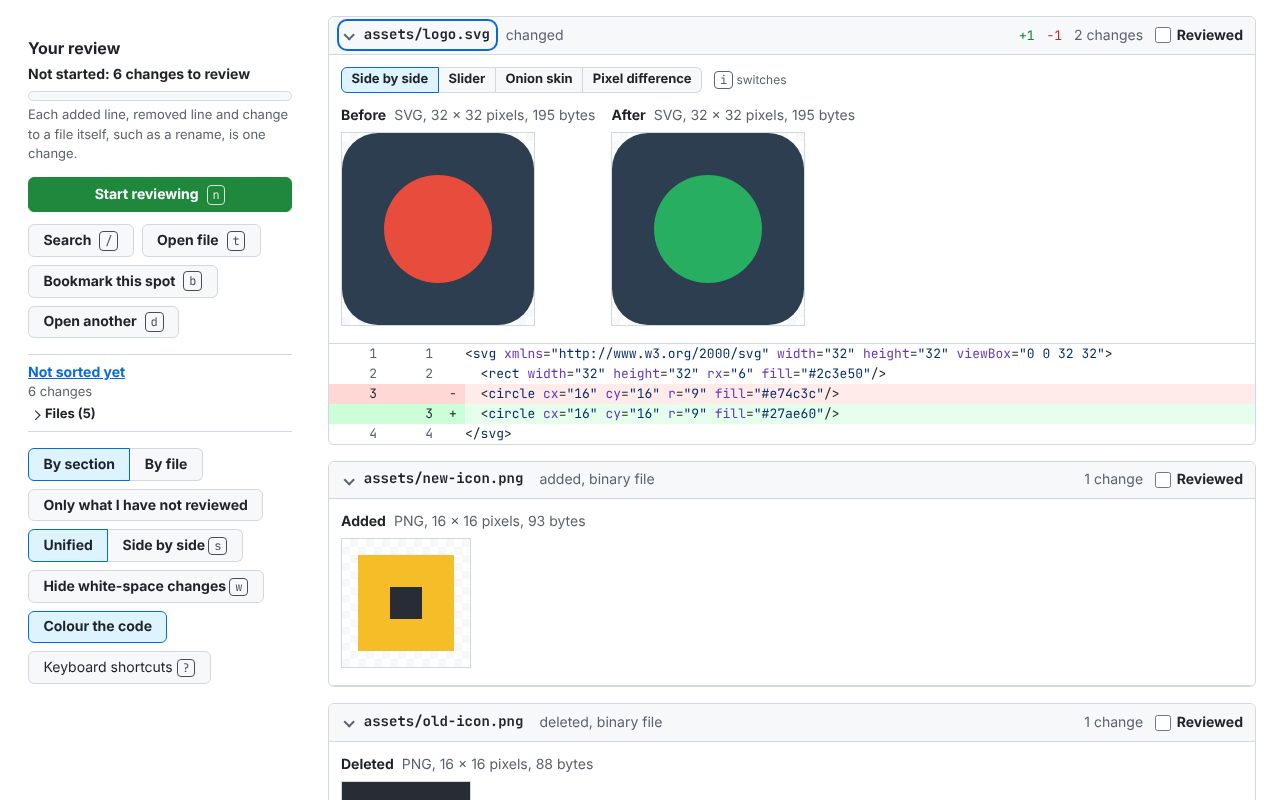 Your review
Not started: 6 changes to review
Each added line, removed line and change
to a file itself, such as a rename, is one
change.
Start reviewing n
Search / Open file t
Bookmark this spot b
Open another d
Not sorted yet
6 changes
Files (5)
By section By file
Only what I have not reviewed
Unified Side by side s
Hide white-space changes w
Colour the code
Keyboard shortcuts ?
assets/logo.svg changed +1 -1 2 changes Reviewed
Side by side Slider Onion skin Pixel difference i switches
Before SVG, 32 × 32 pixels, 195 bytes After SVG, 32 × 32 pixels, 195 bytes
1 1 <svg xmlns="http://www.w3.org/2000/svg" width="32" height="32" viewBox="0 0 32 32">
2 2 <rect width="32" height="32" rx="6" fill="#2c3e50"/>
3 - <circle cx="16" cy="16" r="9" fill="#e74c3c"/>
3 + <circle cx="16" cy="16" r="9" fill="#27ae60"/>
4 4 </svg>
assets/new-icon.png added, binary file 1 change Reviewed
Added PNG, 16 × 16 pixels, 93 bytes
assets/old-icon.png deleted, binary file 1 change Reviewed
Deleted PNG, 16 × 16 pixels, 88 bytes